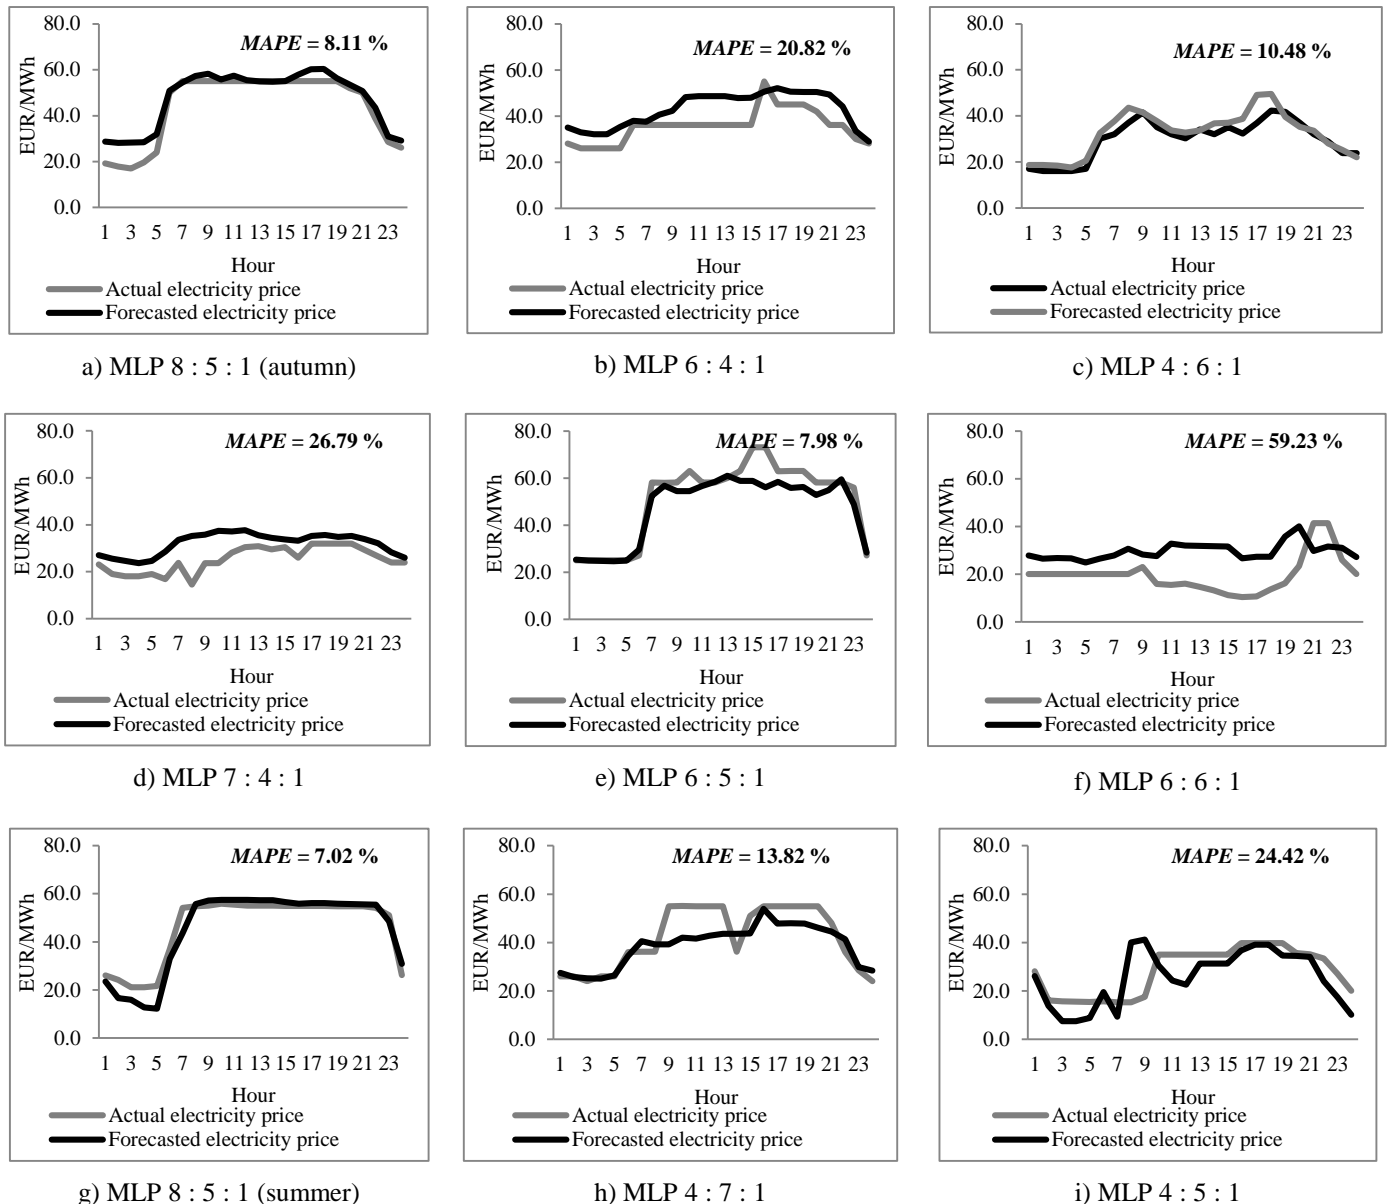 80.0
60.0
40.0
20.0
0.0
EUR/MWh
MAPE = 8.11 %
1 3 5 7 9 11 13 15 17 19 21 23
Hour
Actual electricity price
Forecasted electricity price
a) MLP 8 : 5 : 1 (autumn)
80.0
60.0
40.0
20.0
0.0
EUR/MWh
MAPE = 20.82 %
1 3 5 7 9 11 13 15 17 19 21 23
Hour
Actual electricity price
Forecasted electricity price
b) MLP 6 : 4 : 1
80.0
60.0
40.0
20.0
0.0
EUR/MWh
MAPE = 10.48 %
1 3 5 7 9 11 13 15 17 19 21 23
Hour
Actual electricity price
Forecasted electricity price
c) MLP 4 : 6 : 1
80.0
60.0
40.0
20.0
0.0
EUR/MWh
MAPE = 26.79 %
1 3 5 7 9 11 13 15 17 19 21 23
Hour
Actual electricity price
Forecasted electricity price
d) MLP 7 : 4 : 1
80.0
60.0
40.0
20.0
0.0
EUR/MWh
MAPE = 7.98 %
1 3 5 7 9 11 13 15 17 19 21 23
Hour
Actual electricity price
Forecasted electricity price
e) MLP 6 : 5 : 1
80.0
60.0
40.0
20.0
0.0
EUR/MWh
MAPE = 59.23 %
1 3 5 7 9 11 13 15 17 19 21 23
Hour
Actual electricity price
Forecasted electricity price
f) MLP 6 : 6 : 1
80.0
60.0
40.0
20.0
0.0
EUR/MWh
MAPE = 7.02 %
1 3 5 7 9 11 13 15 17 19 21 23
Hour
Actual electricity price
Forecasted electricity price
g) MLP 8 : 5 : 1 (summer)
80.0
60.0
40.0
20.0
0.0
EUR/MWh
MAPE = 13.82 %
1 3 5 7 9 11 13 15 17 19 21 23
Hour
Actual electricity price
Forecasted electricity price
h) MLP 4 : 7 : 1
80.0
60.0
40.0
20.0
0.0
EUR/MWh
MAPE = 24.42 %
1 3 5 7 9 11 13 15 17 19 21 23
Hour
Actual electricity price
Forecasted electricity price
i) MLP 4 : 5 : 1